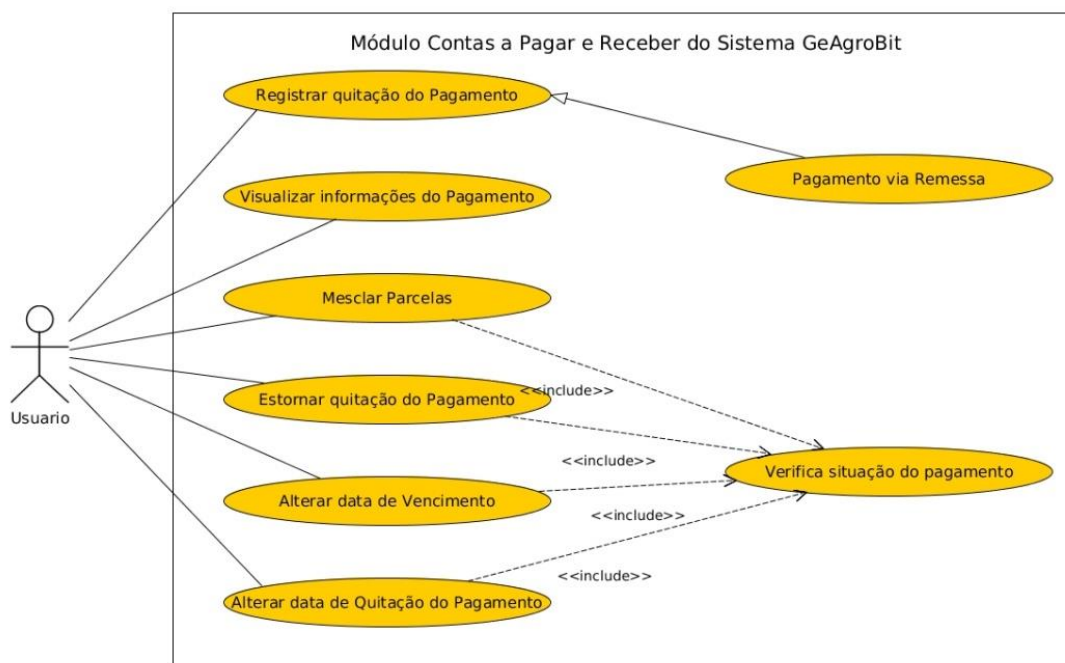 Módulo Contas a Pagar e Receber do Sistema GeAgroBit
Registrar quitação do Pagamento
Pagamento via Remessa
Visualizar informações do Pagamento
Mesclar Parcelas
<<include>>
Estornar quitação do Pagamento
Usuario
<<include>>
Verifica situação do pagamento
Alterar data de Vencimento
<<include>>
<<include>>
Alterar data de Quitação do Pagamento